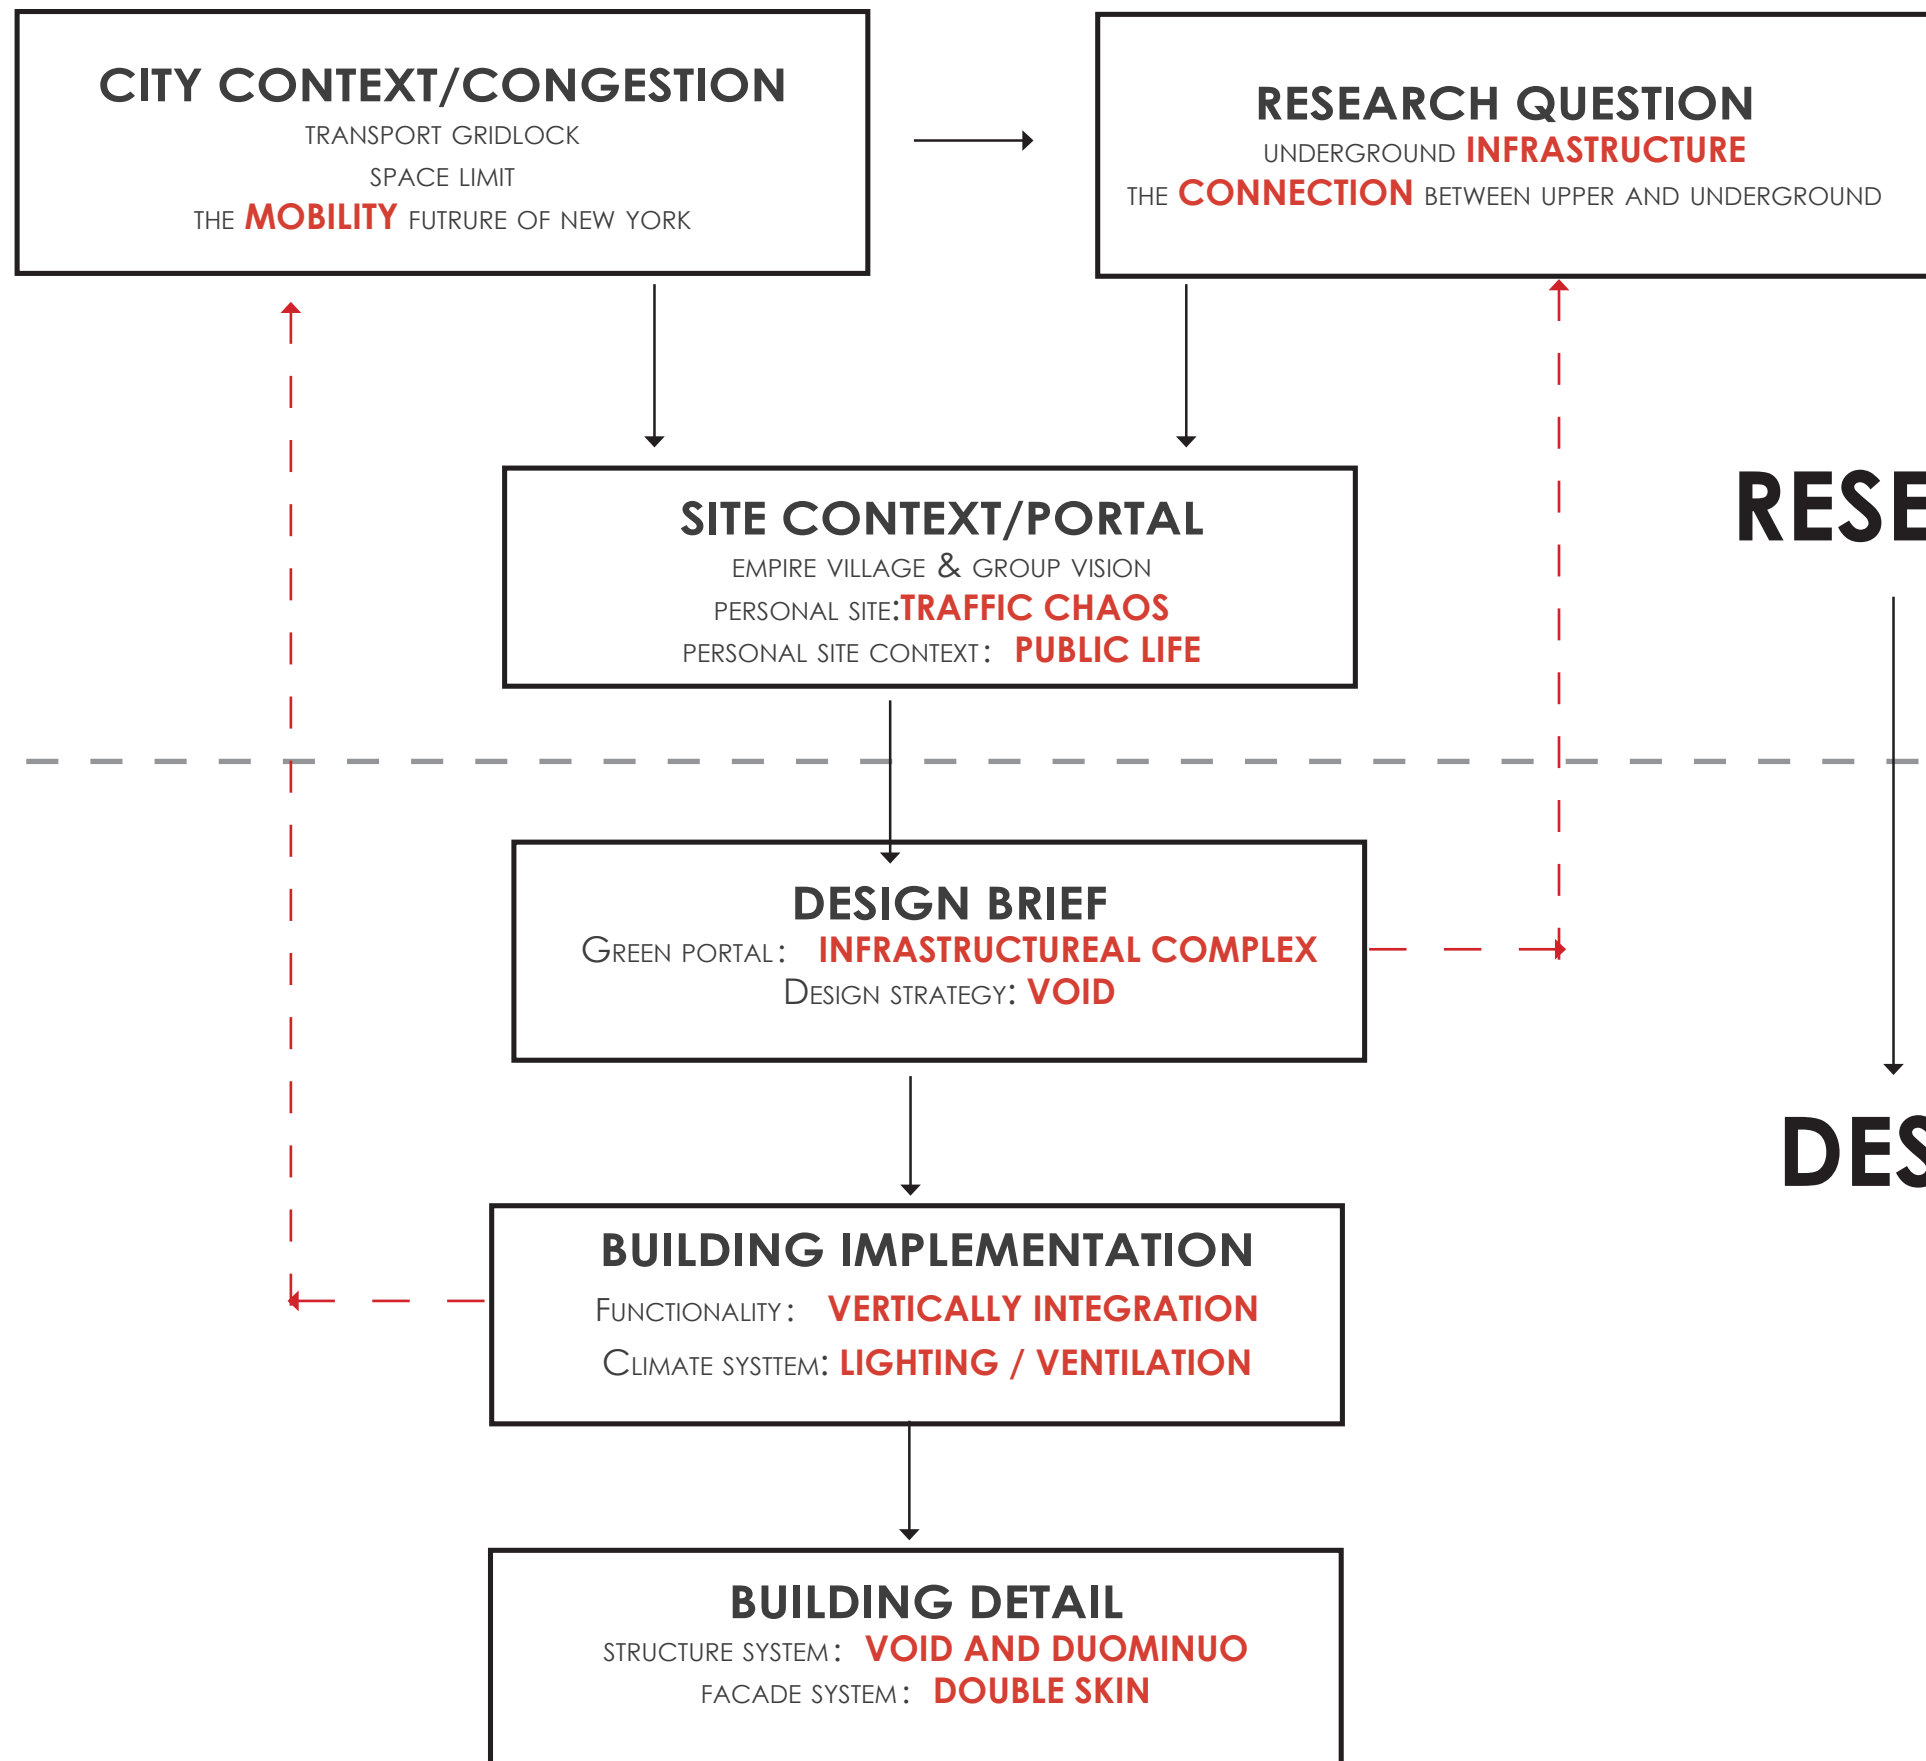 CITY CONTEXT/CONGESTION
TRANSPORT GRIDLOCK
SPACE LIMIT
THE MOBILITY FUTRURE OF NEW YORK
RESEARCH QUESTION
UNDERGROUND INFRASTRUCTURE
THE CONNECTION BETWEEN UPPER AND UNDERGROUND
SITE CONTEXT/PORTAL
EMPIRE VILLAGE & GROUP VISION
PERSONAL SITE:TRAFFIC CHAOS
PERSONAL SITE CONTEXT: PUBLIC LIFE
RESE
DESIGN BRIEF
GREEN PORTAL: INFRASTRUCTUREAL COMPLEX
DESIGN STRATEGY: VOID
DES
BUILDING IMPLEMENTATION
FUNCTIONALITY: VERTICALLY INTEGRATION
CLIMATE SYSTTEM: LIGHTING / VENTILATION
BUILDING DETAIL
STRUCTURE SYSTEM: VOID AND DUOMINUO
FACADE SYSTEM: DOUBLE SKIN